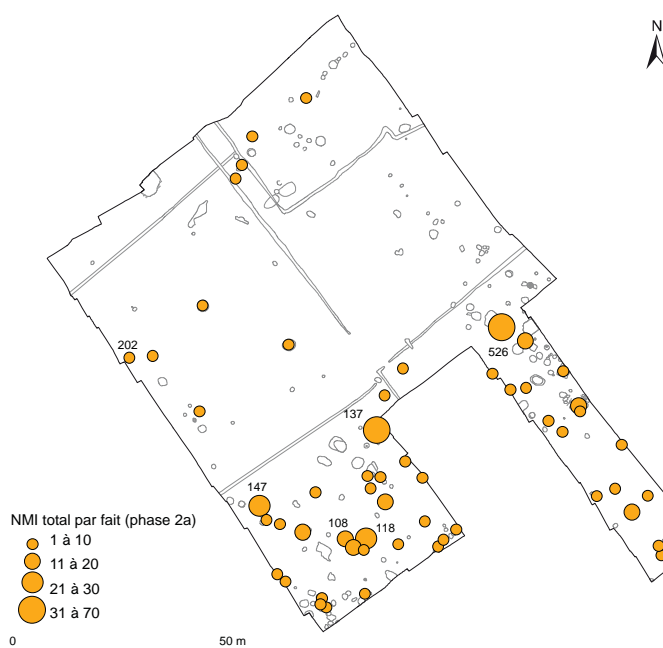 N
202
526
137
147
108
118
NMI total par fait (phase 2a)
1 à 10
11 à 20
21 à 30
31 à 70
0 50 m